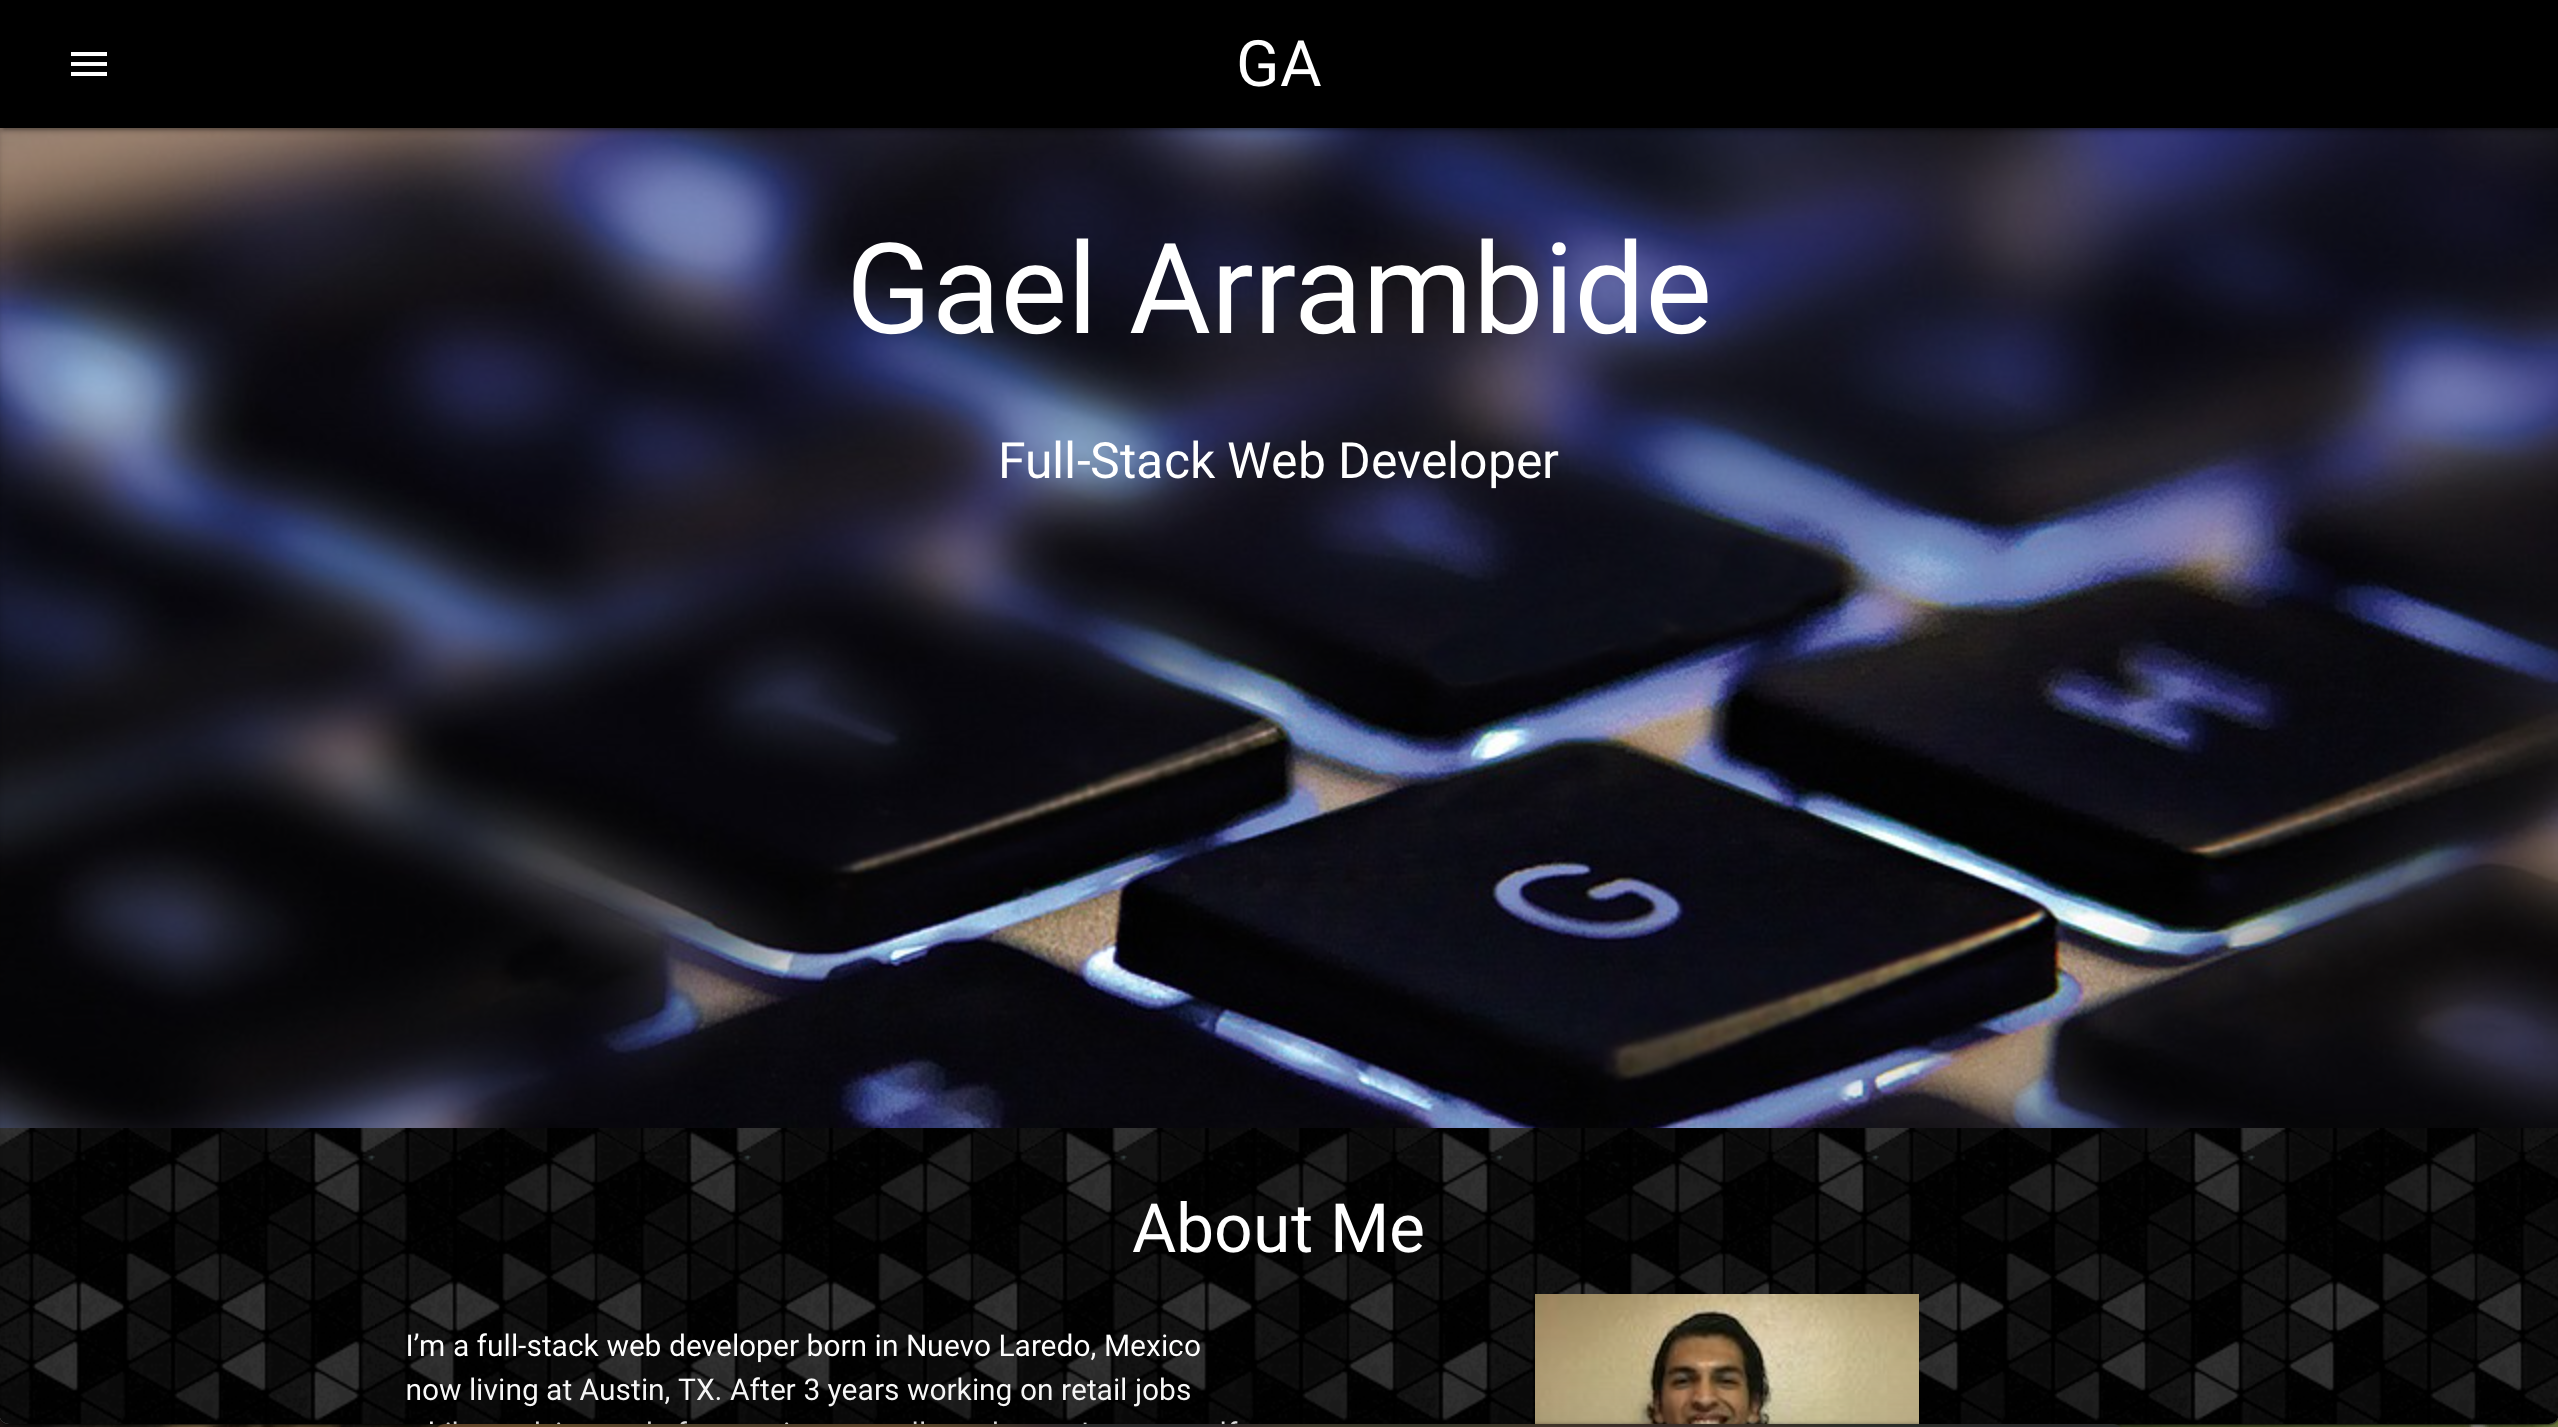 GA
Gael Arrambide
Full-Stack Web Developer
H
G
About Me
I’m a full-stack web developer born in Nuevo Laredo, Mexico
now living at Austin, TX. After 3 years working on retail jobs